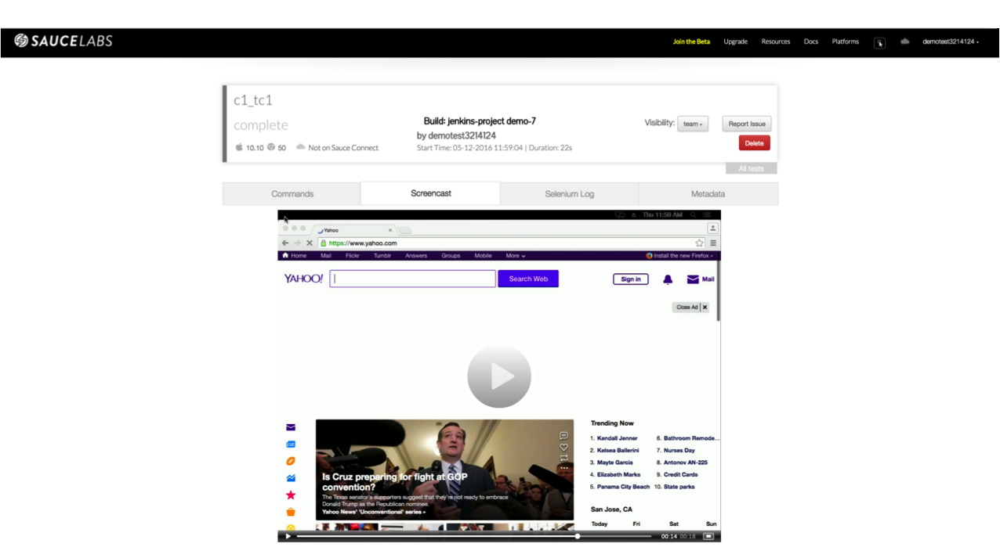 SAUCELABS
Join the Beta Upgrade Resources Docs Platforms demotest3214124
c1_tc1
complete
Build: jenkins-project demo-7
Visibility: team Report Issue
by demotest3214124
10.10 50 Not on Sauce Connect
Start Time: 05-12-2016 11:59:04 | Duration: 22s
Delete
All tests
Commands Screencast Selenium Log Metadata
Thu 11:59 AM
Yahoo
https://www.yahoo.com
Home Mail Flickr Tumblr Answers Groups Mobile More Install the new Firefox »
YAHOO! Search Web Sign in Mail
Close Ad | X
Trending Now
1. Kendall Jenner 6. Bathroom Remode...
2. Kelsea Ballerini 7. Nurses Day
3. Mayte Garcia 8. Antonov AN-225
4. Elizabeth Marks 9. Credit Cards
5. Panama City Beach 10. State parks
Is Cruz preparing for fight at GOP
convention?
The Texas senator's supporters suggest that they're not ready to embrace
Donald Trump as the Republican nominee.
Yahoo News' 'Unconventional' series »
San Jose, CA
Today Fri Sat Sun
00:14 00:18